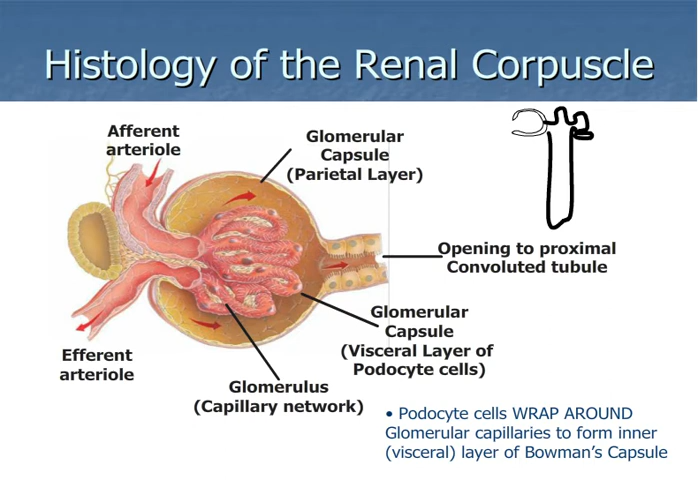 Histology of the Renal Corpuscle
Afferent
arteriole
Glomerular
Capsule
(Parietal Layer)
Opening to proximal
Convoluted tubule
Glomerular
Capsule
(Visceral Layer of
Podocyte cells)
Efferent
arteriole
Glomerulus
(Capillary network)
• Podocyte cells WRAP AROUND
Glomerular capillaries to form inner
(visceral) layer of Bowman’s Capsule